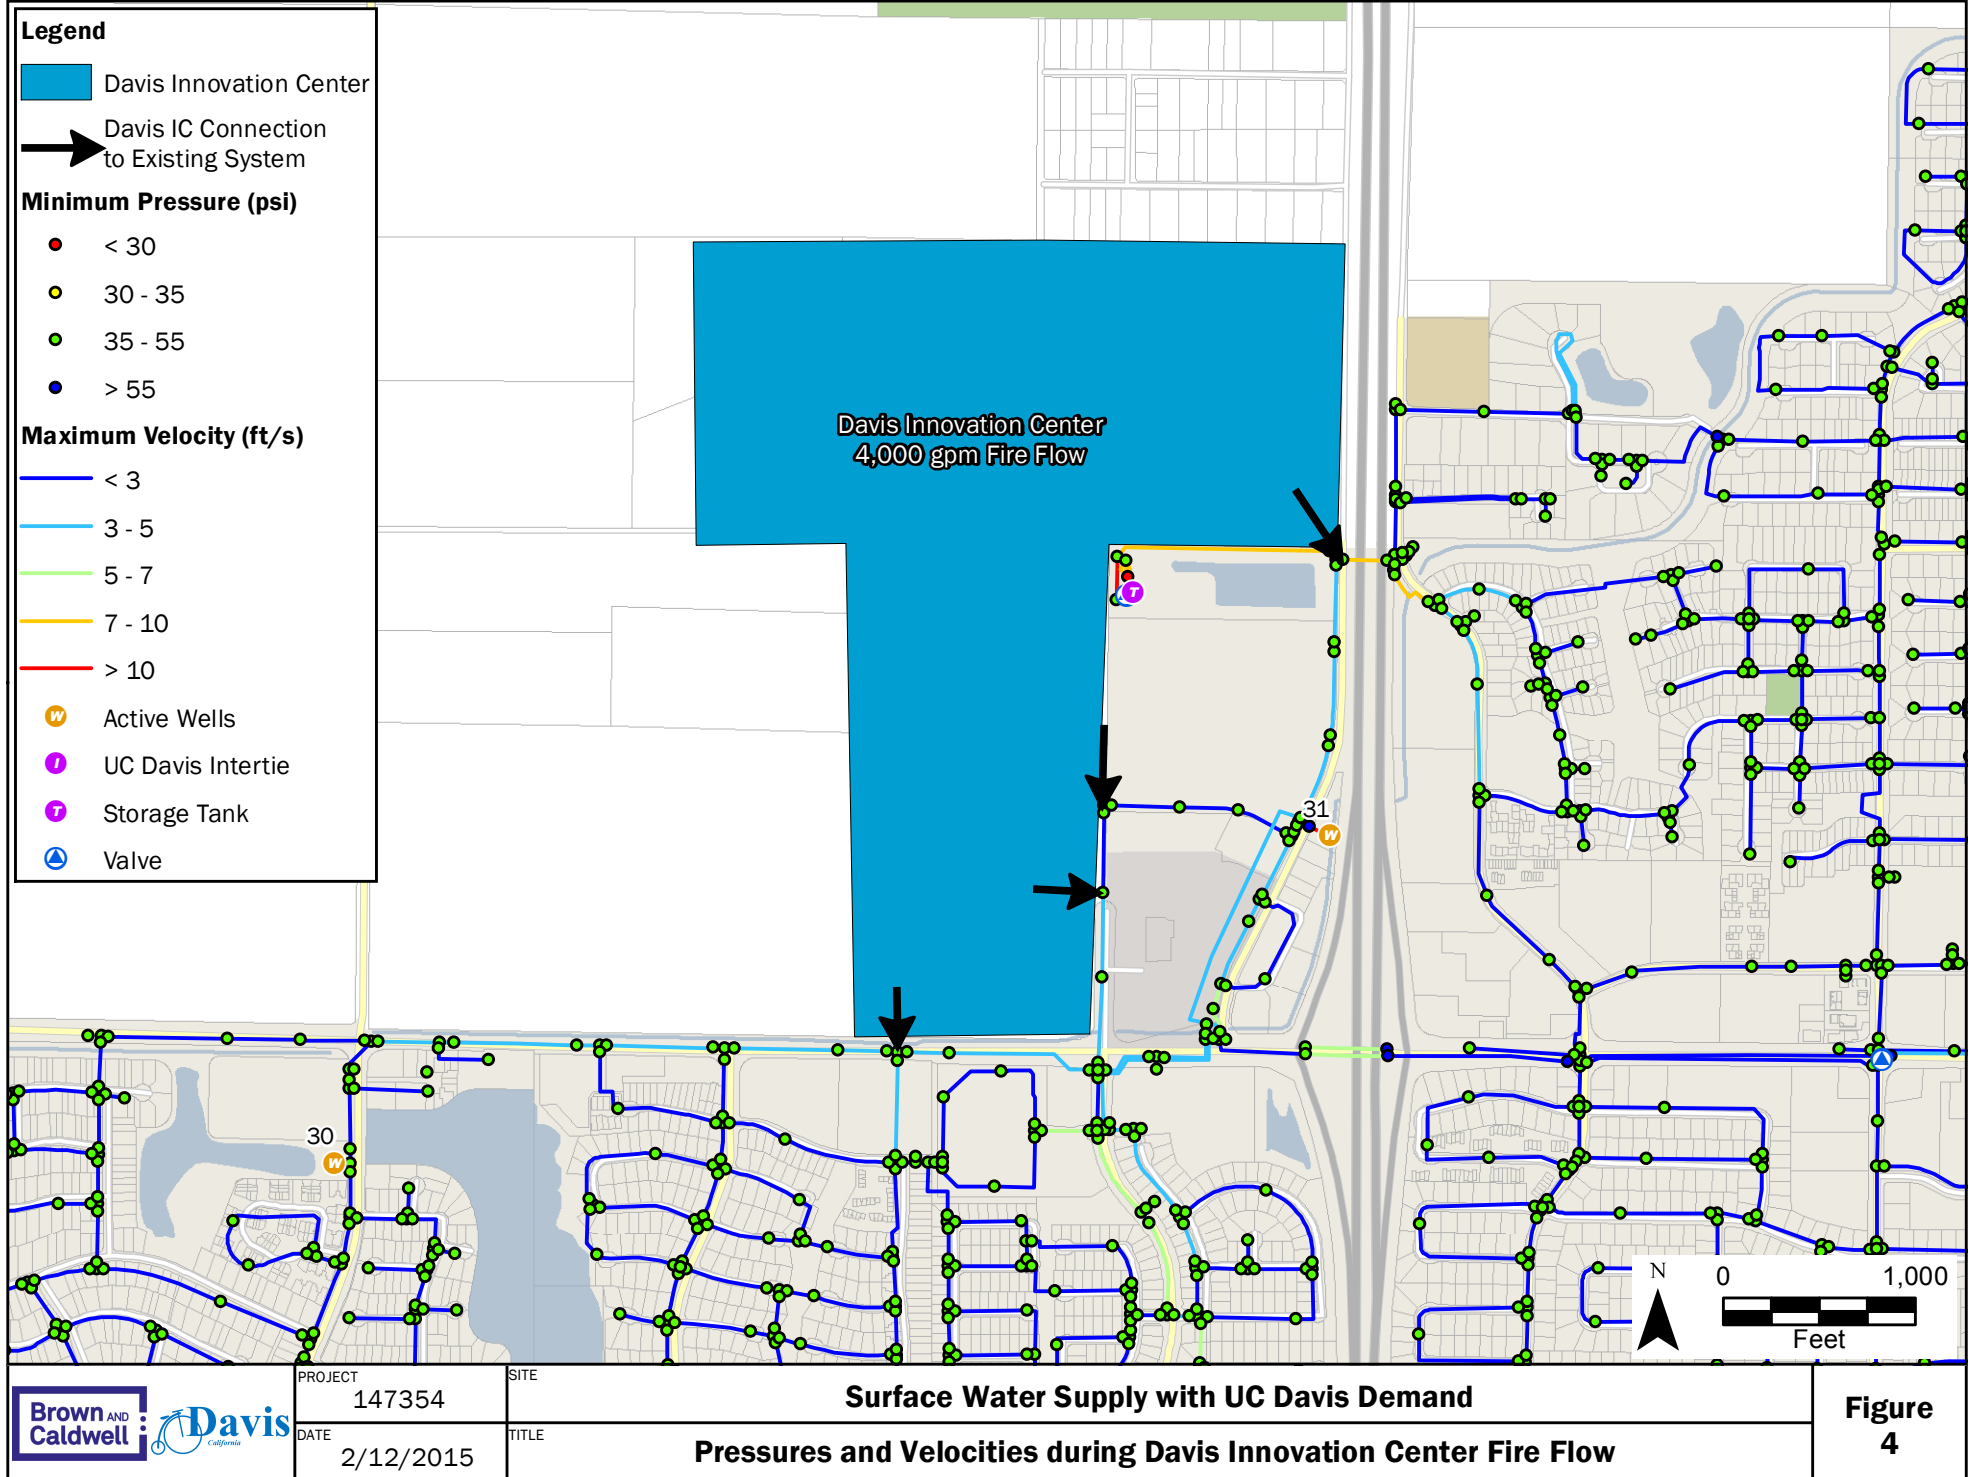 Legend
Davis Innovation Center
Davis IC Connection
to Existing System
Minimum Pressure (psi)
< 30
30 - 35
35 - 55
> 55
Maximum Velocity (ft/s)
< 3
3 - 5
5 - 7
7 - 10
> 10
W Active Wells
I UC Davis Intertie
T Storage Tank
Valve
Davis Innovation Center
4,000 gpm Fire Flow
T
31
W
30
W
N
0 1,000
Feet
Brown AND
Caldwell
Davis
California
PROJECT
147354
DATE
2/12/2015
SITE
Surface Water Supply with UC Davis Demand
TITLE
Pressures and Velocities during Davis Innovation Center Fire Flow
Figure
4